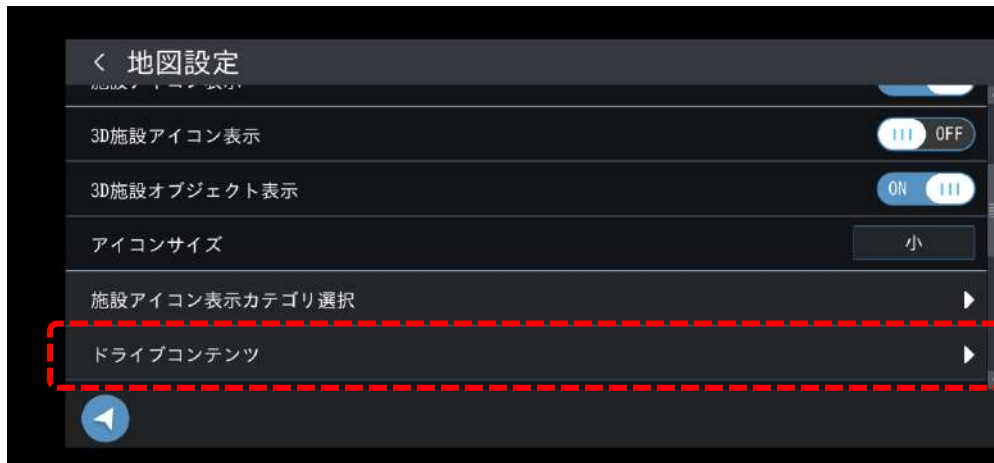 < 地図設定
3D施設アイコン表示
OFF
3D施設オブジェクト表示
ON
アイコンサイズ
小
施設アイコン表示カテゴリ選択
ドライブコンテンツ